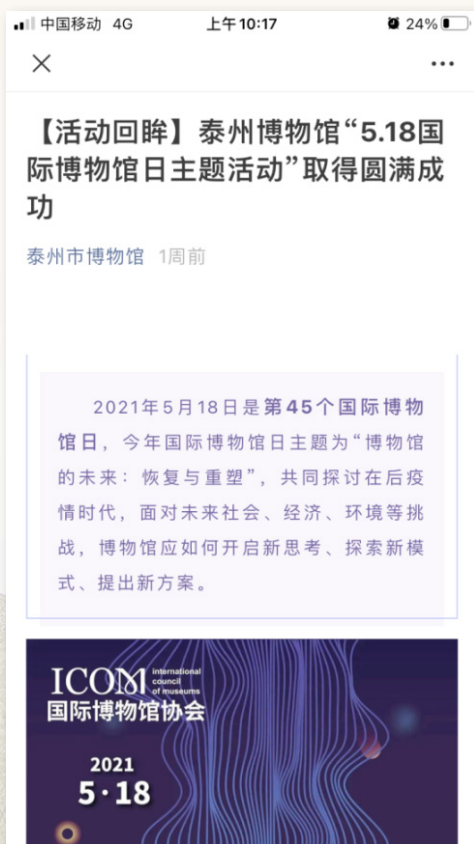 中国移动 4G 上午10:17 24%
【活动回眸】泰州博物馆“5.18国
际博物馆日主题活动”取得圆满成
功
泰州市博物馆 1周前
2021年5月18日是第45个国际博物
馆日，今年国际博物馆日主题为“博物馆
的未来：恢复与重塑”，共同探讨在后疫
情时代，面对未来社会、经济、环境等挑
战，博物馆应如何开启新思考、探索新模
式、提出新方案。
ICOM international
council
of museums
国际博物馆协会
2021
5·18